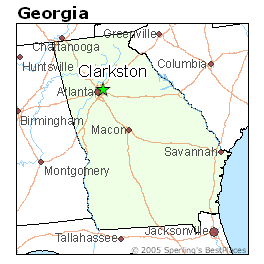 Georgia
Greenville
Chattanooga
Huntsville
Columbia
Clarkston
Atlanta
Birmingham
Macon
Savannah
Montgomery
Jacksonville
Tallahassee
© 2005 Sperling's BestPlaces